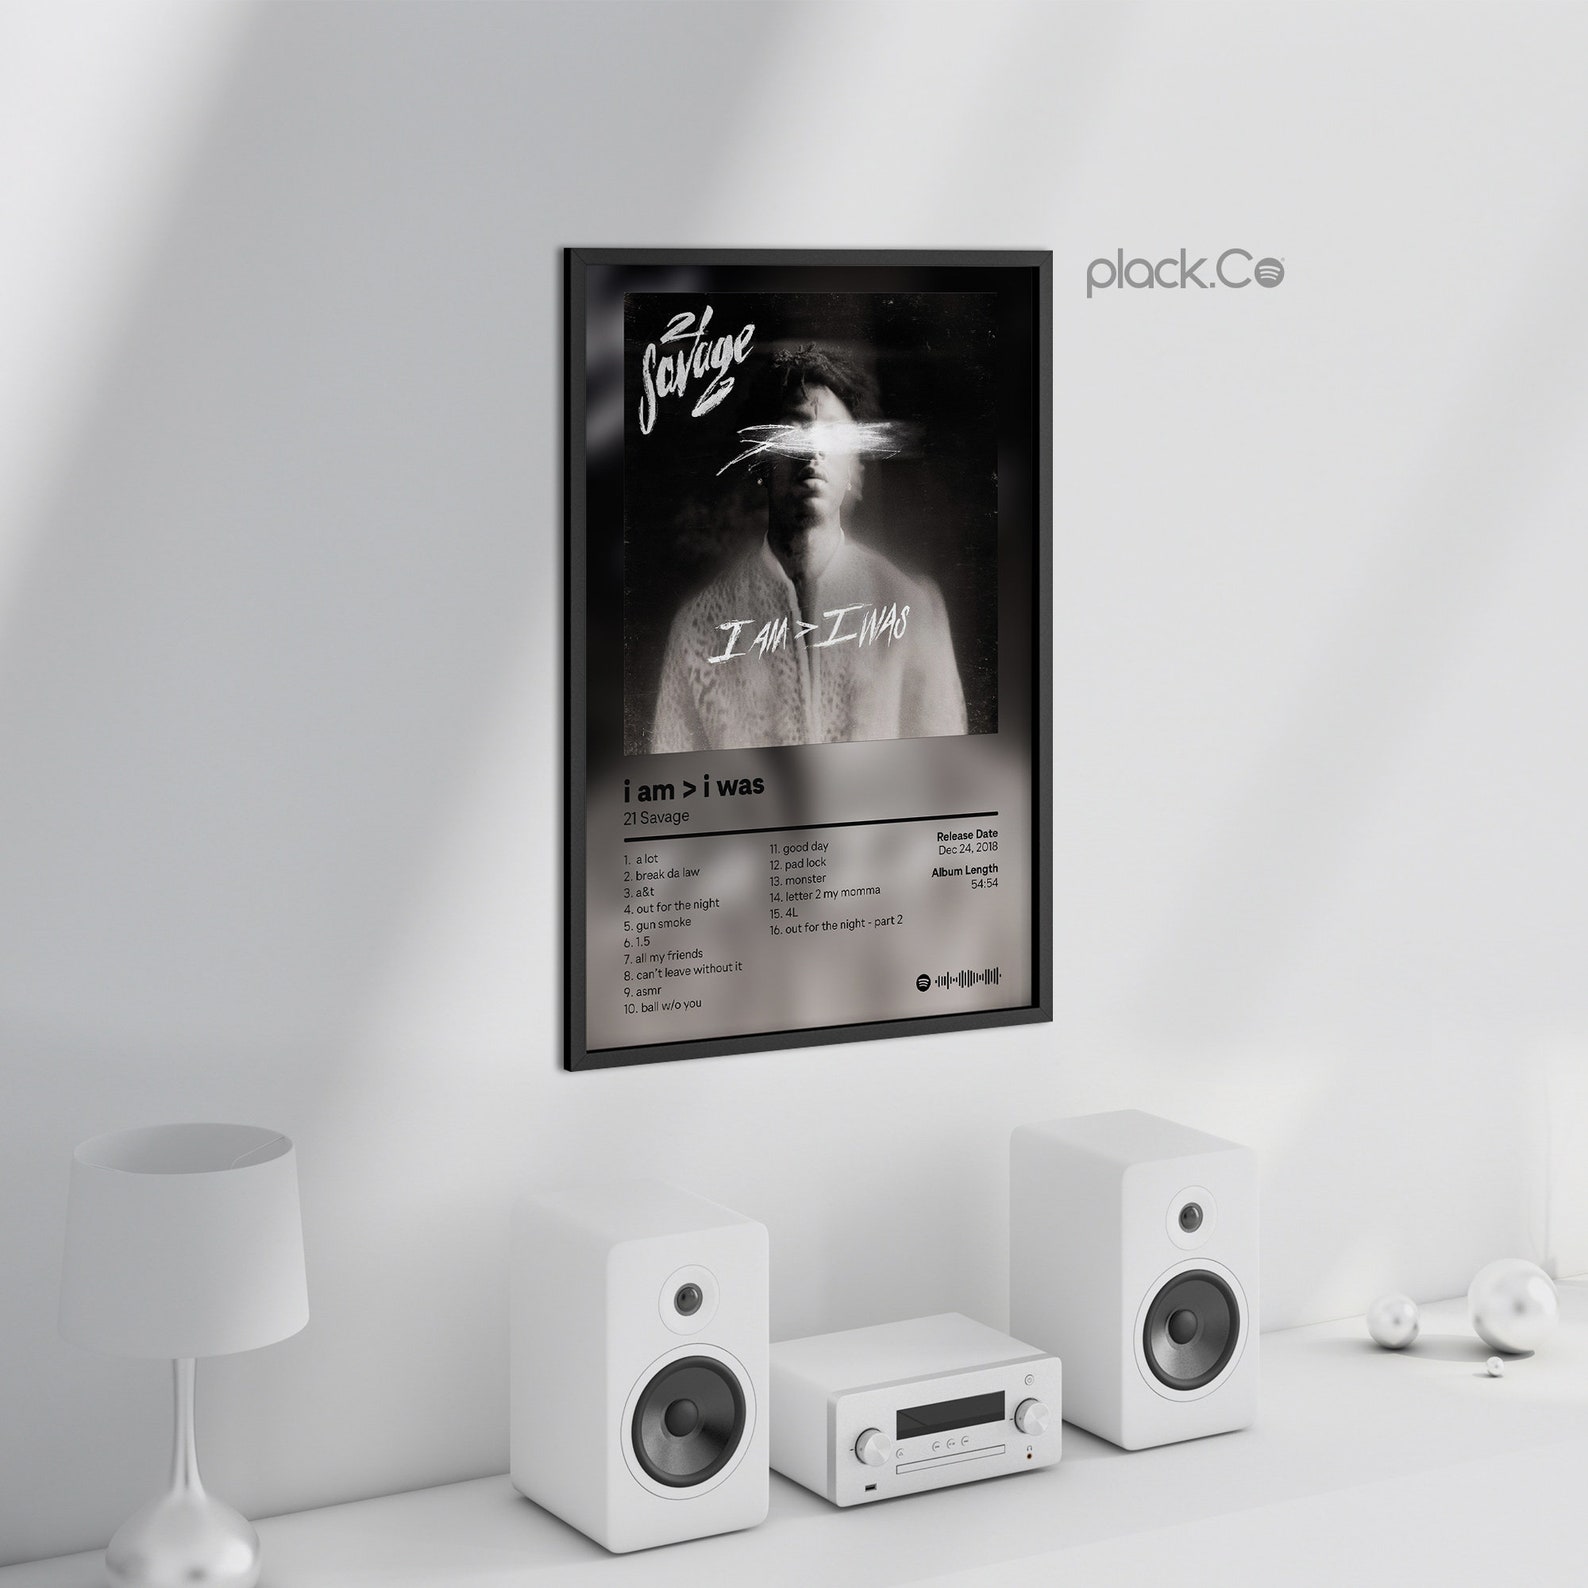 plack.Co
21
Savage
I AM > I WAS
i am > i was
21 Savage
1. a lot
2. break da law
3. a&t
4. out for the night
5. gun smoke
6. 1.5
7. all my friends
8. can't leave without it
9. asmr
10. ball w/o you
11. good day
12. pad lock
13. monster
14. letter 2 my momma
15. 4L
16. out for the night - part 2
Release Date
Dec 24, 2018
Album Length
54:54